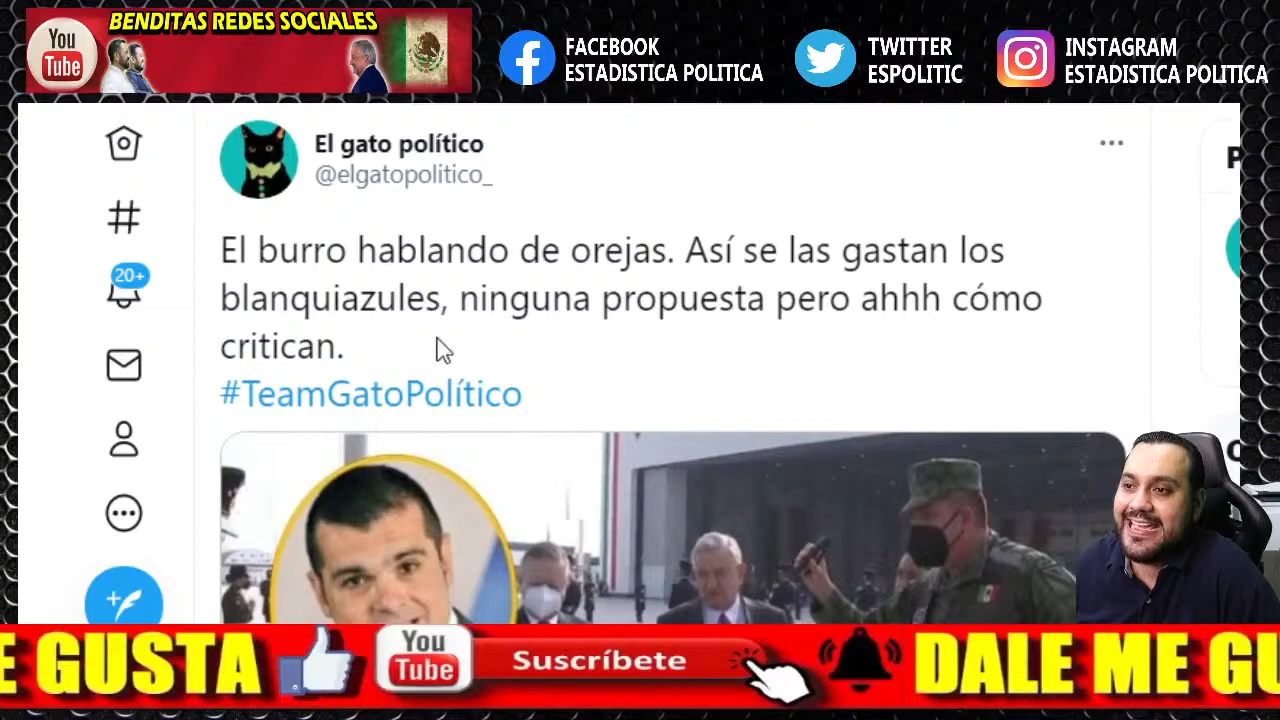 BENDITAS REDES SOCIALES
You
Tube
FACEBOOK
ESTADISTICA POLITICA
TWITTER
ESPOLITIC
INSTAGRAM
ESTADISTICA POLITICA
El gato político
@elgatopolitico_
20+
El burro hablando de orejas. Así se las gastan los
blanquiazules, ninguna propuesta pero ahhh cómo
critican.
#TeamGatoPolítico
E GUSTA
You
Tube
Suscríbete
DALE ME GU